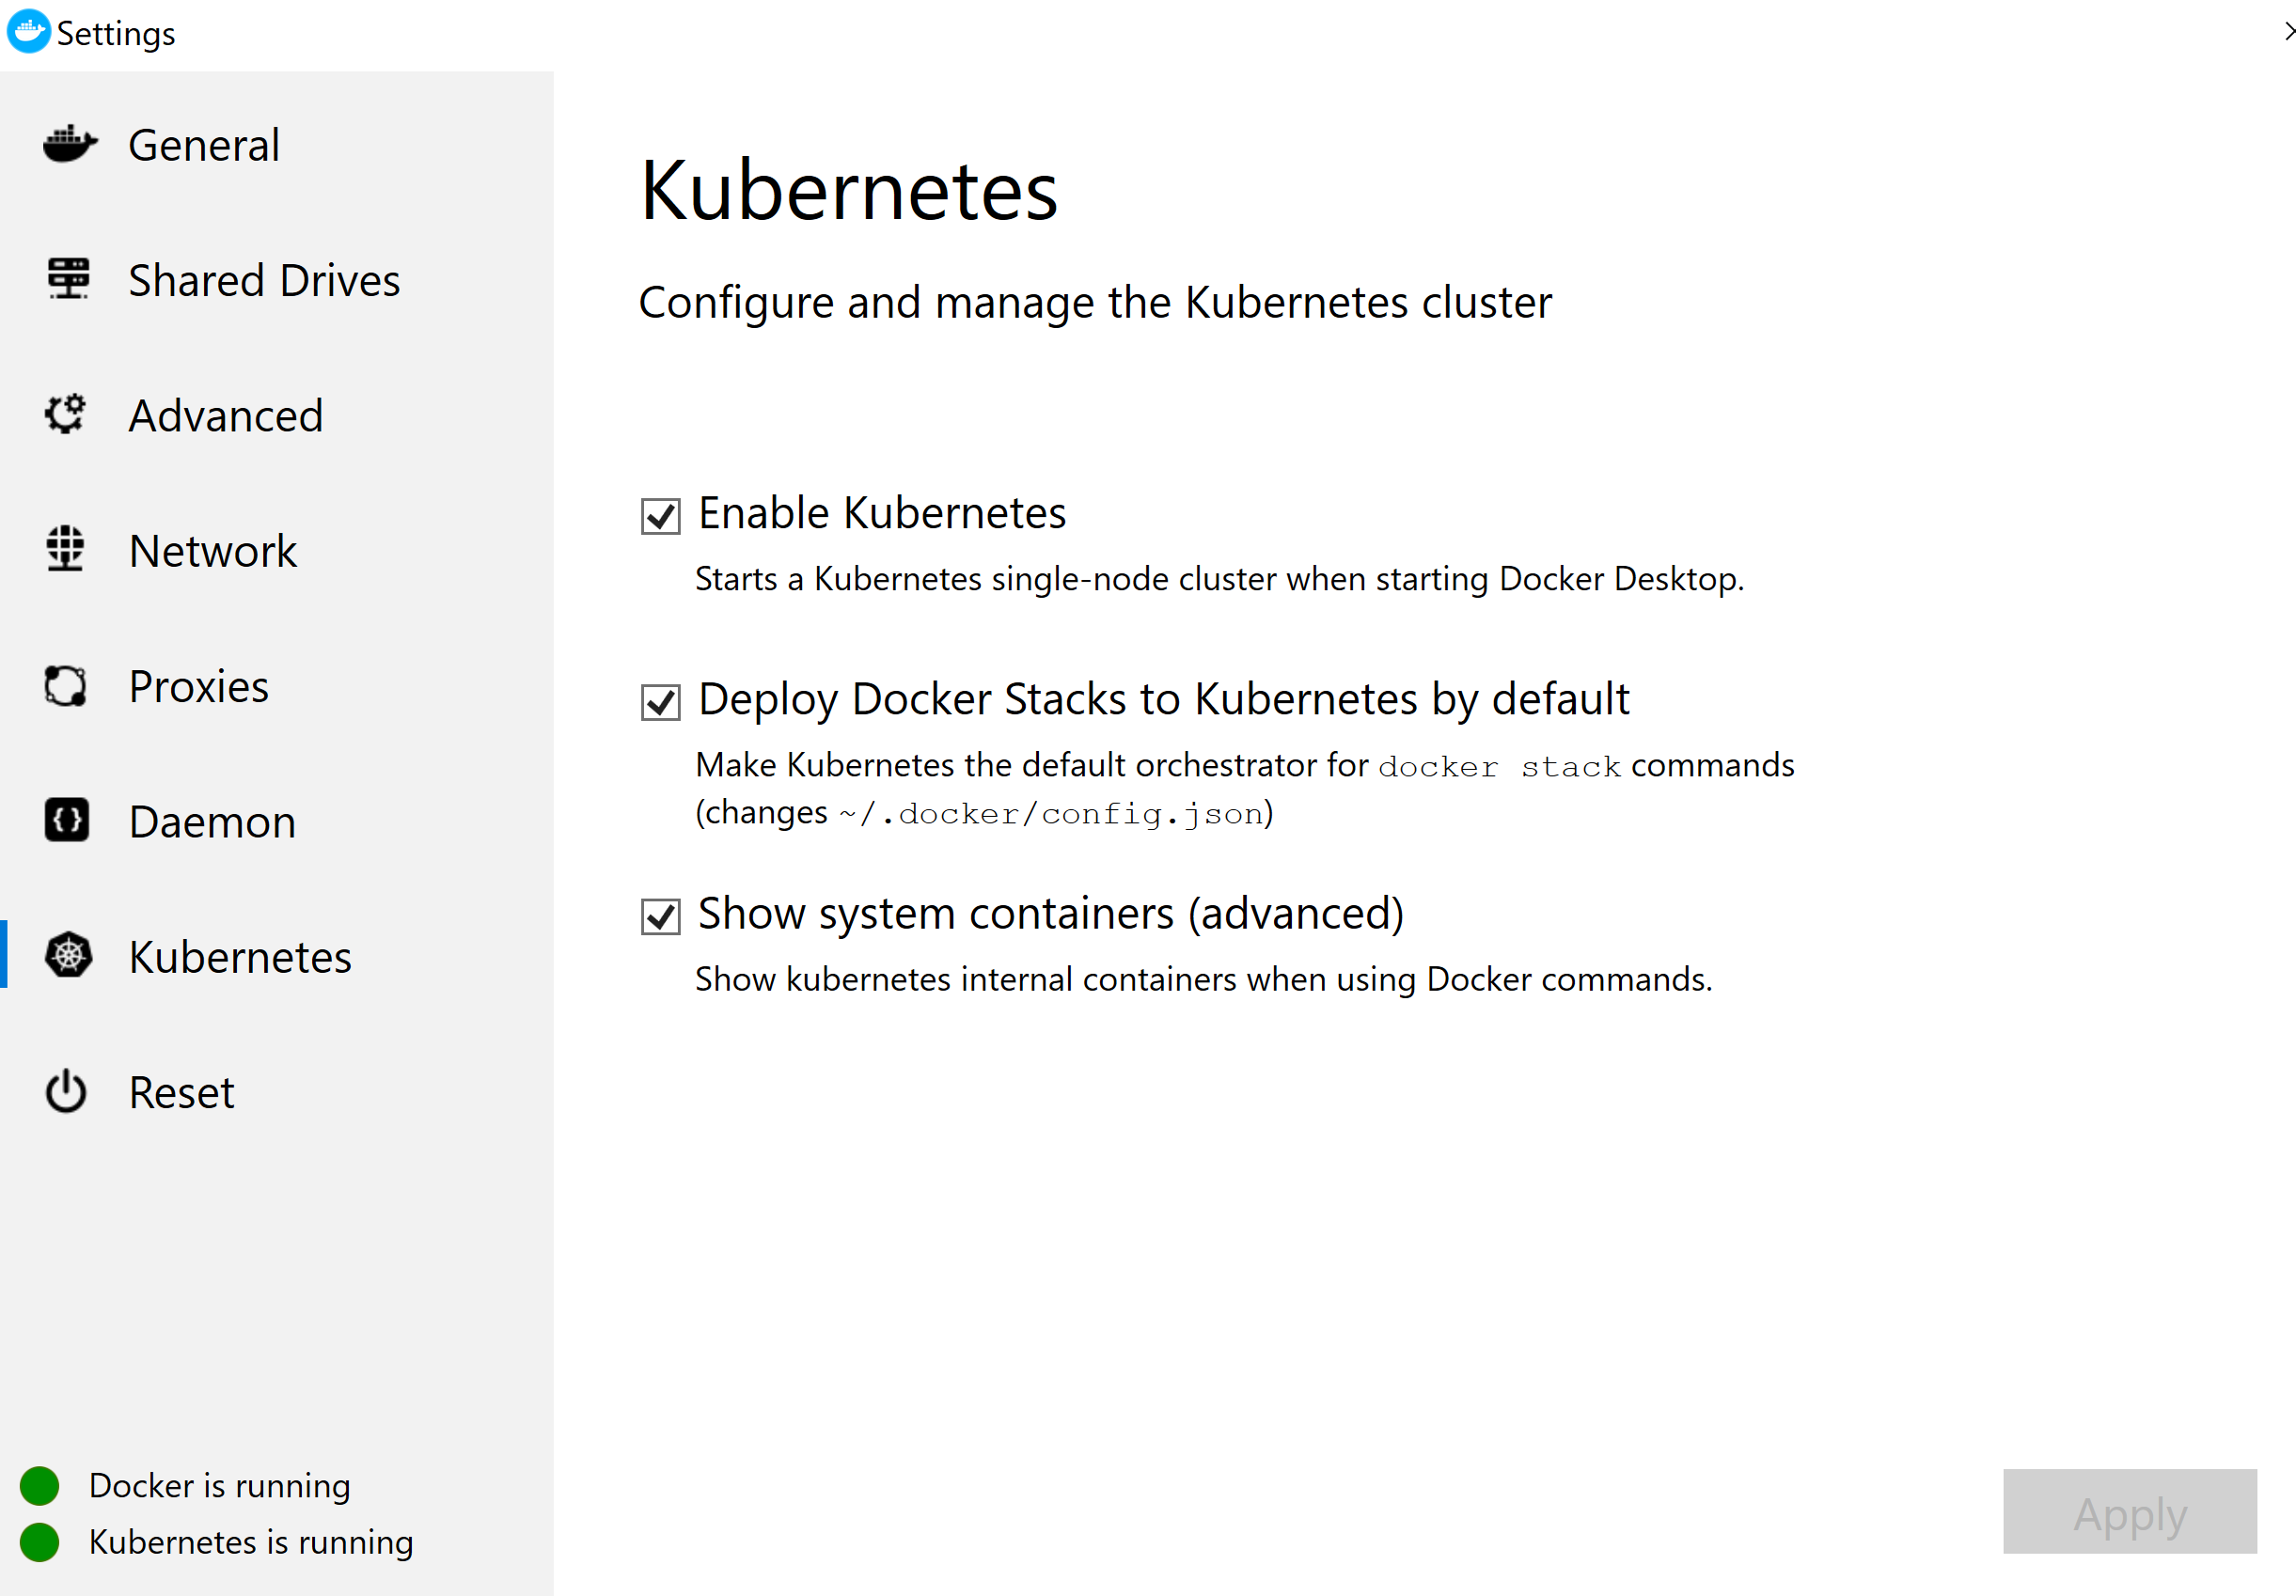 Settings
General
Shared Drives
Advanced
Network
Proxies
Daemon
Kubernetes
Reset
Docker is running
Kubernetes is running
Kubernetes
Configure and manage the Kubernetes cluster
Enable Kubernetes
Starts a Kubernetes single-node cluster when starting Docker Desktop.
Deploy Docker Stacks to Kubernetes by default
Make Kubernetes the default orchestrator for docker stack commands
(changes ~/.docker/config.json)
Show system containers (advanced)
Show kubernetes internal containers when using Docker commands.
Apply